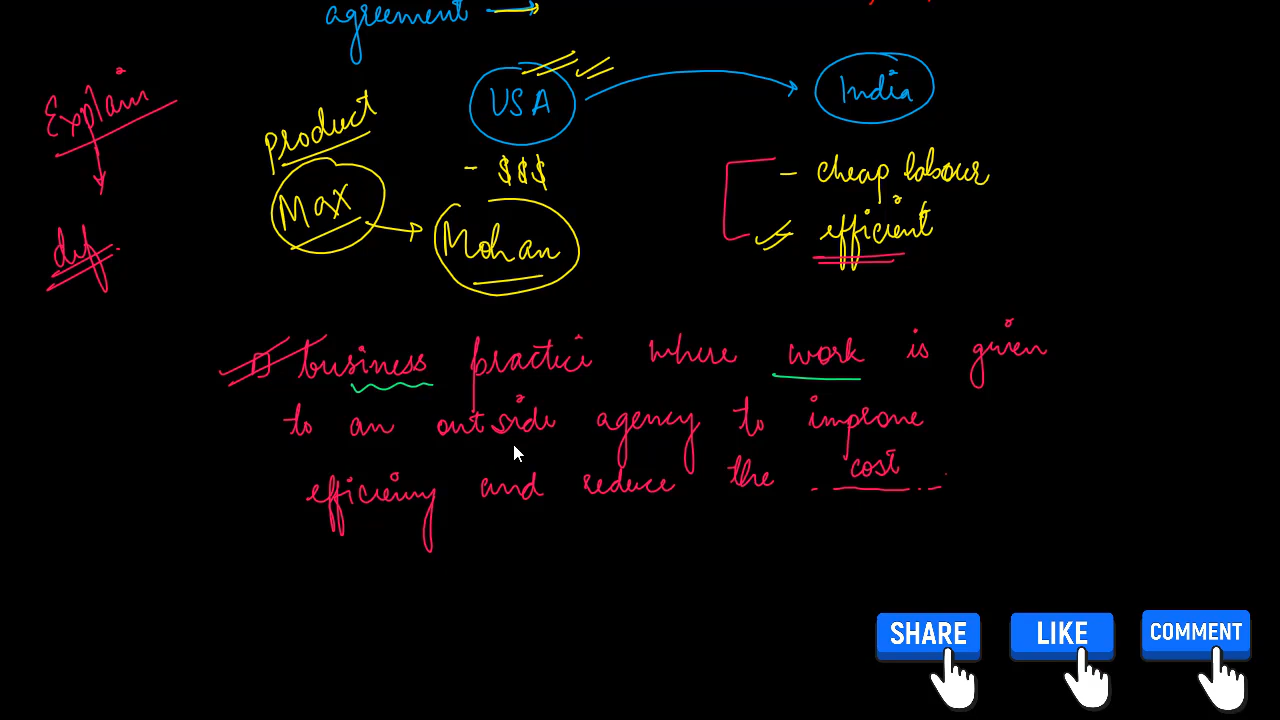 agreement
Explain
USA
India
product
- $$$
- cheap labour
Max
Mohan
efficient
def.
business practice where work is given
to an outside agency to improve
efficiency and reduce the cost
SHARE
LIKE
COMMENT